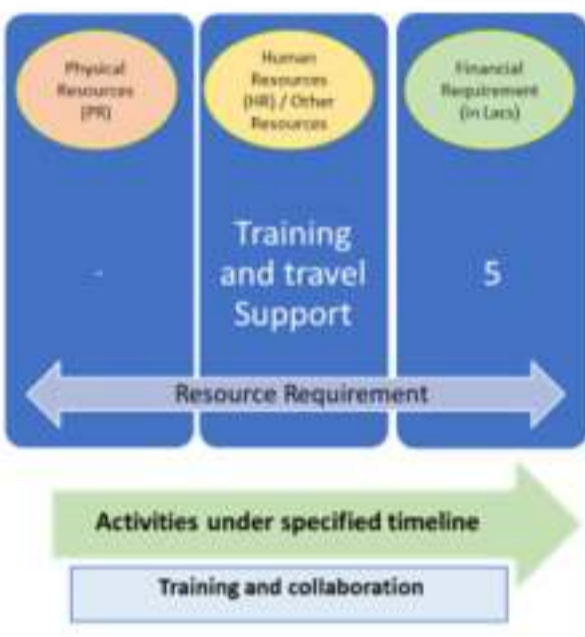 Physical
Resources
(PR)
Human
Resources
(HR) / Other
Resources
Financial
Requirement
(In Lacs)
-
Training
and travel
Support
5
Resource Requirement
Activities under specified timeline
Training and collaboration